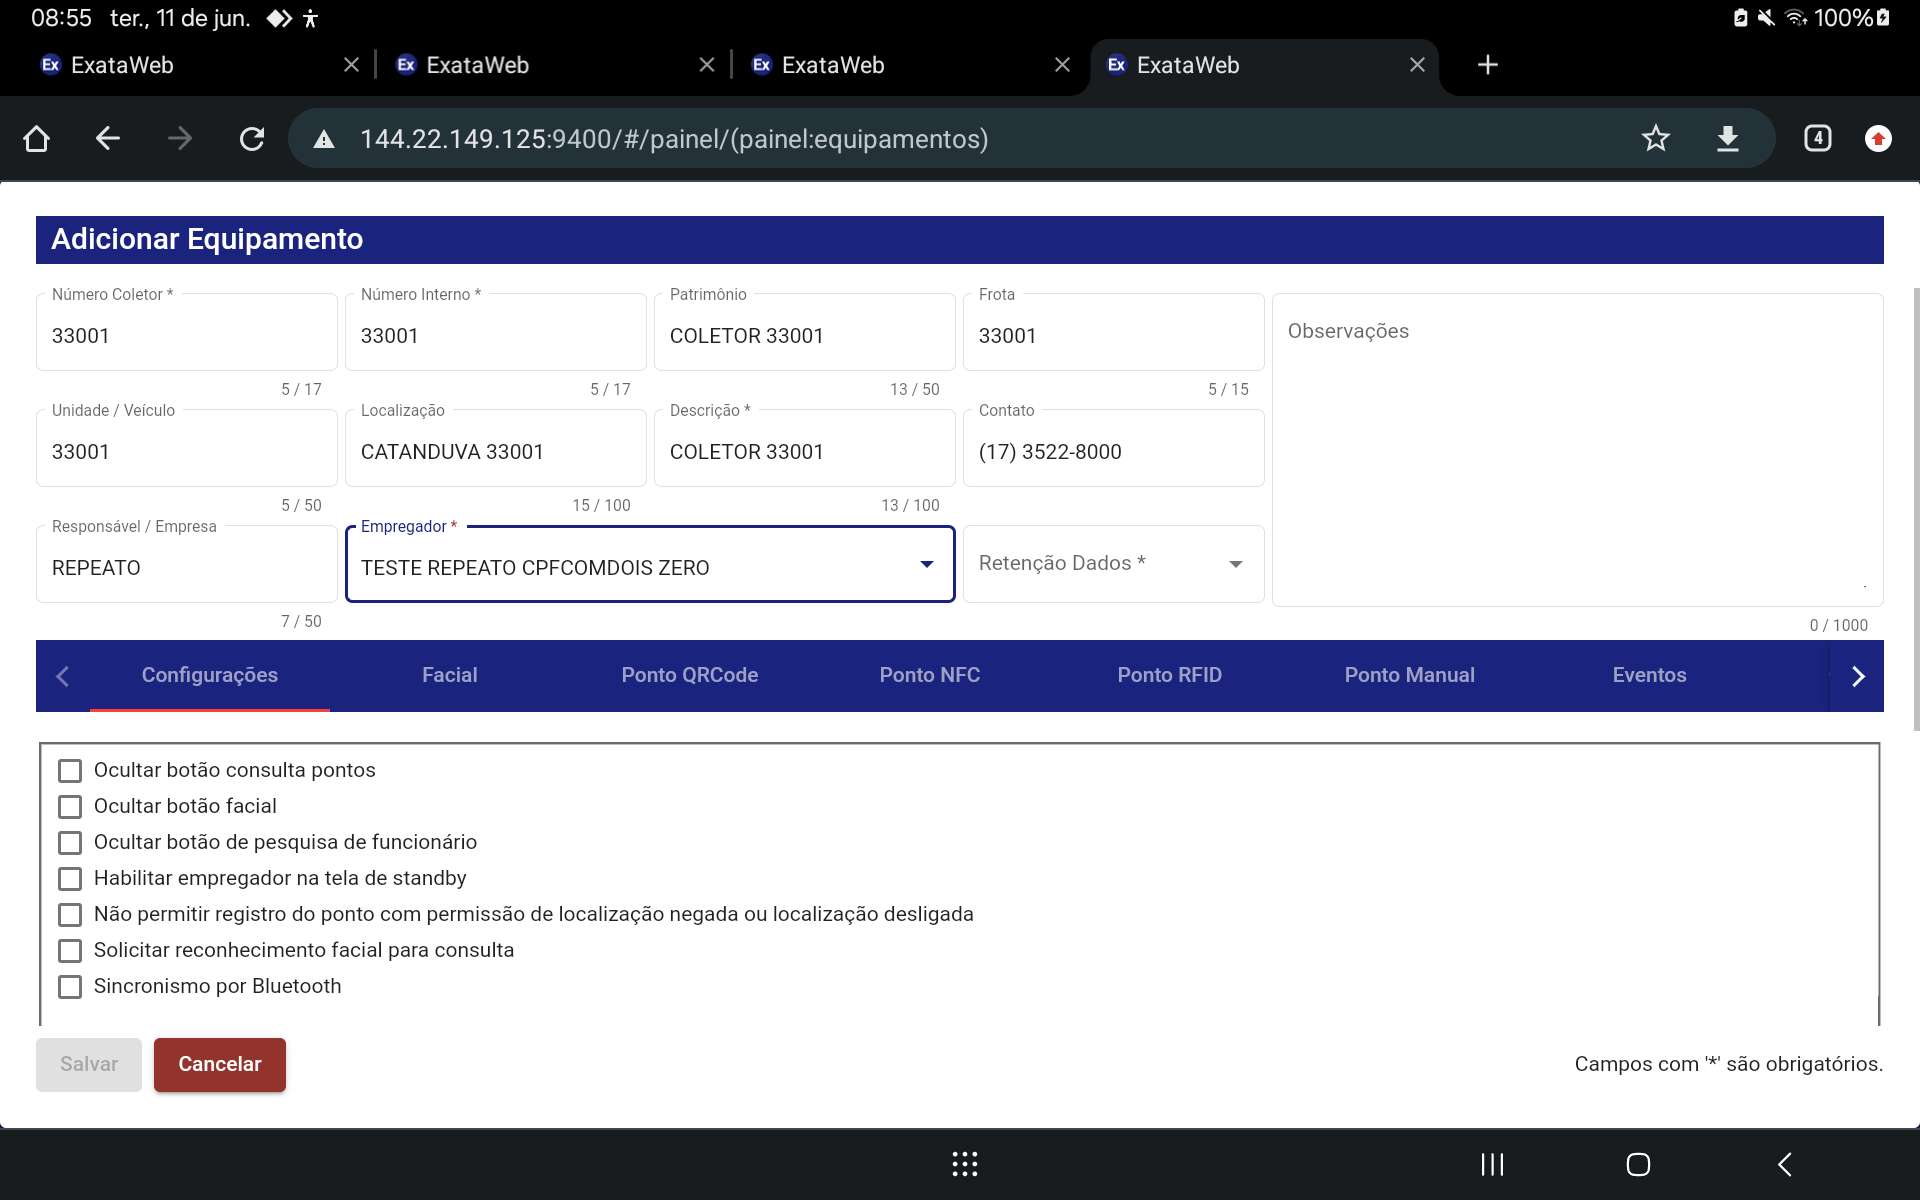 08:55 ter., 11 de jun. 100%
Ex ExataWeb Ex ExataWeb Ex ExataWeb Ex ExataWeb
144.22.149.125:9400/#/painel/(painel:equipamentos) 4
Adicionar Equipamento
Número Coletor * Número Interno * Patrimônio Frota
33001 33001 COLETOR 33001 33001 Observações
5 / 17 5 / 17 13 / 50 5 / 15
Unidade / Veículo Localização Descrição * Contato
33001 CATANDUVA 33001 COLETOR 33001 (17) 3522-8000
5 / 50 15 / 100 13 / 100
Responsável / Empresa Empregador *
REPEATO TESTE REPEATO CPFCOMDOIS ZERO Retenção Dados *
7 / 50 0 / 1000
Configurações Facial Ponto QRCode Ponto NFC Ponto RFID Ponto Manual Eventos
Ocultar botão consulta pontos
Ocultar botão facial
Ocultar botão de pesquisa de funcionário
Habilitar empregador na tela de standby
Não permitir registro do ponto com permissão de localização negada ou localização desligada
Solicitar reconhecimento facial para consulta
Sincronismo por Bluetooth
Salvar Cancelar Campos com '*' são obrigatórios.